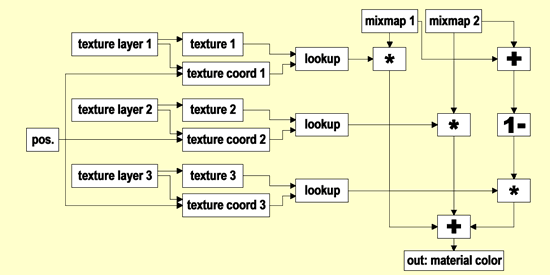 mixmap 1 mixmap 2
texture layer 1 texture 1
lookup * +
texture coord 1
texture layer 2 texture 2
lookup * 1-
pos. texture coord 2
texture layer 3 texture 3
lookup *
texture coord 3
+
out: material color